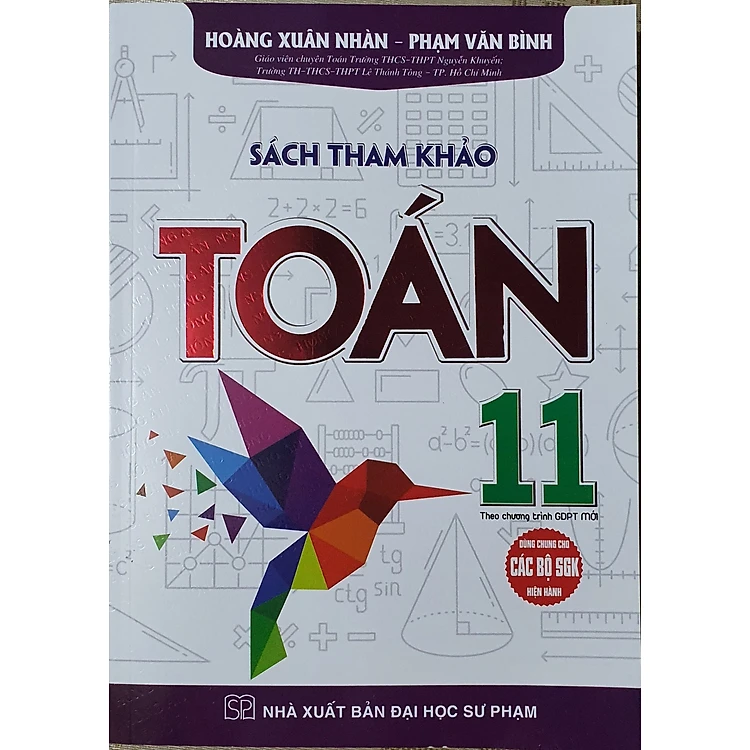 HOÀNG XUÂN NHÀN – PHẠM VĂN BÌNH
Giáo viên chuyên Toán Trường THCS–THPT Nguyễn Khuyến;
Trường TH–THCS–THPT Lê Thánh Tông – TP. Hồ Chí Minh
SÁCH THAM KHẢO
2+2×2=6
TOÁN
11
a²−b²=(a−b)(a+b)
Theo chương trình GDPT MỚI
DÙNG CHUNG CHO
CÁC BỘ SGK
HIỆN HÀNH
tg
ctg
sin
SP
NHÀ XUẤT BẢN ĐẠI HỌC SƯ PHẠM